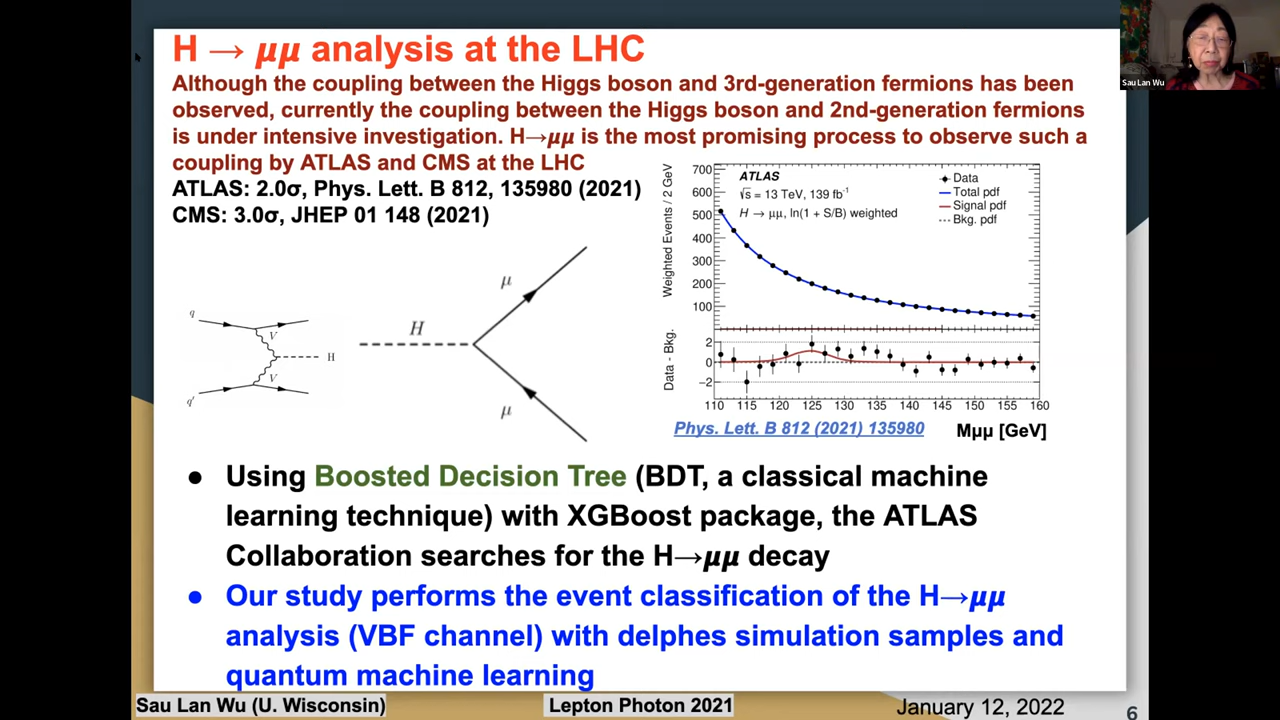 H → μμ analysis at the LHC
Although the coupling between the Higgs boson and 3rd-generation fermions has been
observed, currently the coupling between the Higgs boson and 2nd-generation fermions
is under intensive investigation. H→μμ is the most promising process to observe such a
coupling by ATLAS and CMS at the LHC
ATLAS: 2.0σ, Phys. Lett. B 812, 135980 (2021)
CMS: 3.0σ, JHEP 01 148 (2021)
Sau Lan Wu
q
V
H
V
q'
H
μ
μ
Weighted Events / 2 GeV
700
600
500
400
300
200
100
ATLAS
√s = 13 TeV, 139 fb⁻¹
H → μμ, ln(1 + S/B) weighted
Data
Total pdf
Signal pdf
Bkg. pdf
Data - Bkg.
2
0
−2
110 115 120 125 130 135 140 145 150 155 160
Phys. Lett. B 812 (2021) 135980
Mμμ [GeV]
● Using Boosted Decision Tree (BDT, a classical machine
learning technique) with XGBoost package, the ATLAS
Collaboration searches for the H→μμ decay
● Our study performs the event classification of the H→μμ
analysis (VBF channel) with delphes simulation samples and
quantum machine learning
Sau Lan Wu (U. Wisconsin)
Lepton Photon 2021
January 12, 2022
6